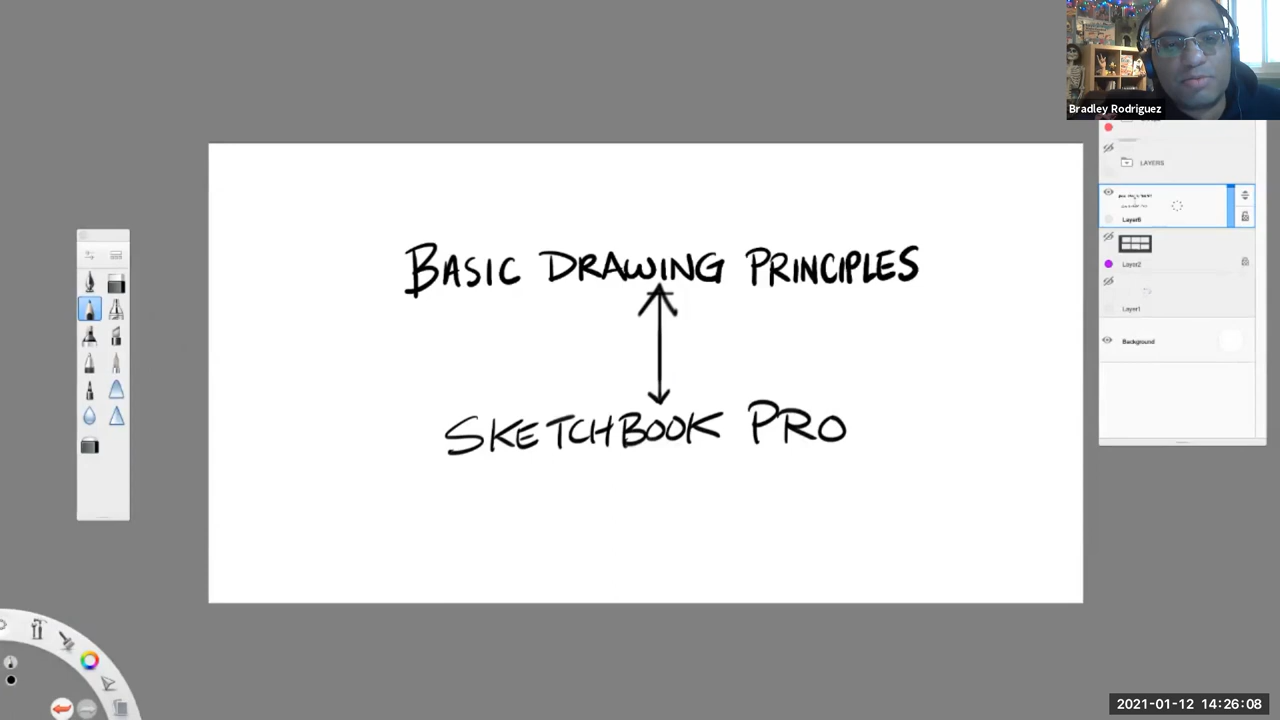 Bradley Rodriguez
LAYERS
Layer6
Layer2
Layer1
Background
BASIC DRAWING PRINCIPLES
SKETCHBOOK PRO
2021-01-12 14:26:08